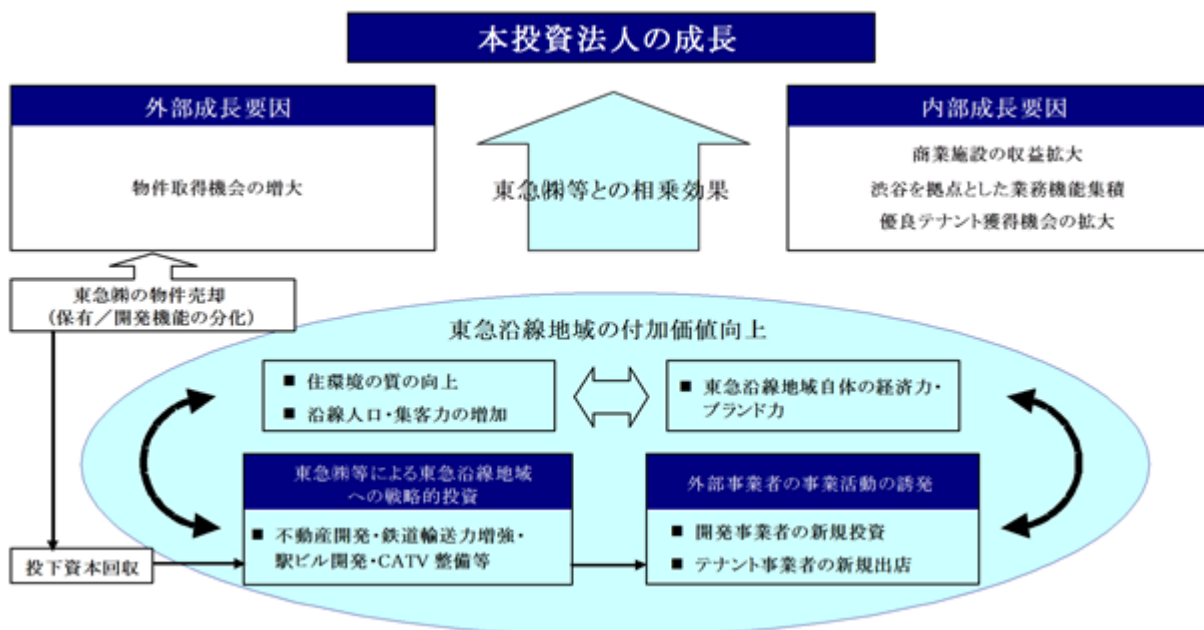 本投資法人の成長
外部成長要因
物件取得機会の増大
東急㈱等との相乗効果
内部成長要因
商業施設の収益拡大
渋谷を拠点とした業務機能集積
優良テナント獲得機会の拡大
東急㈱の物件売却
(保有／開発機能の分化)
東急沿線地域の付加価値向上
■ 住環境の質の向上
■ 沿線人口・集客力の増加
■ 東急沿線地域自体の経済力・
ブランド力
東急㈱等による東急沿線地域
への戦略的投資
■ 不動産開発・鉄道輸送力増強・
駅ビル開発・CATV 整備等
外部事業者の事業活動の誘発
■ 開発事業者の新規投資
■ テナント事業者の新規出店
投下資本回収